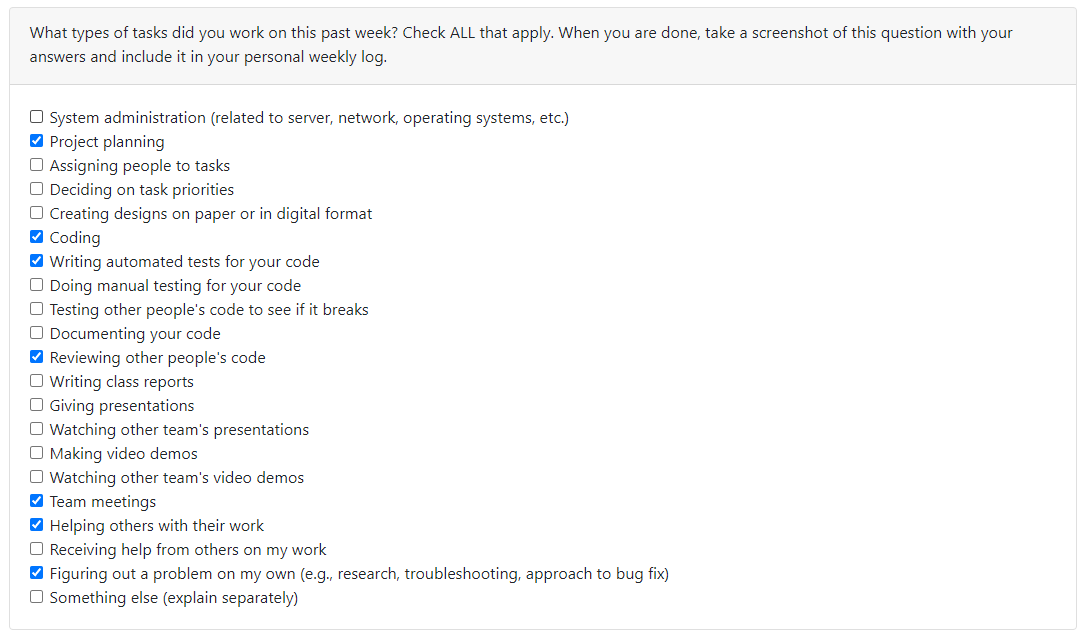 What types of tasks did you work on this past week? Check ALL that apply. When you are done, take a screenshot of this question with your
answers and include it in your personal weekly log.
System administration (related to server, network, operating systems, etc.)
Project planning
Assigning people to tasks
Deciding on task priorities
Creating designs on paper or in digital format
Coding
Writing automated tests for your code
Doing manual testing for your code
Testing other people's code to see if it breaks
Documenting your code
Reviewing other people's code
Writing class reports
Giving presentations
Watching other team's presentations
Making video demos
Watching other team's video demos
Team meetings
Helping others with their work
Receiving help from others on my work
Figuring out a problem on my own (e.g., research, troubleshooting, approach to bug fix)
Something else (explain separately)